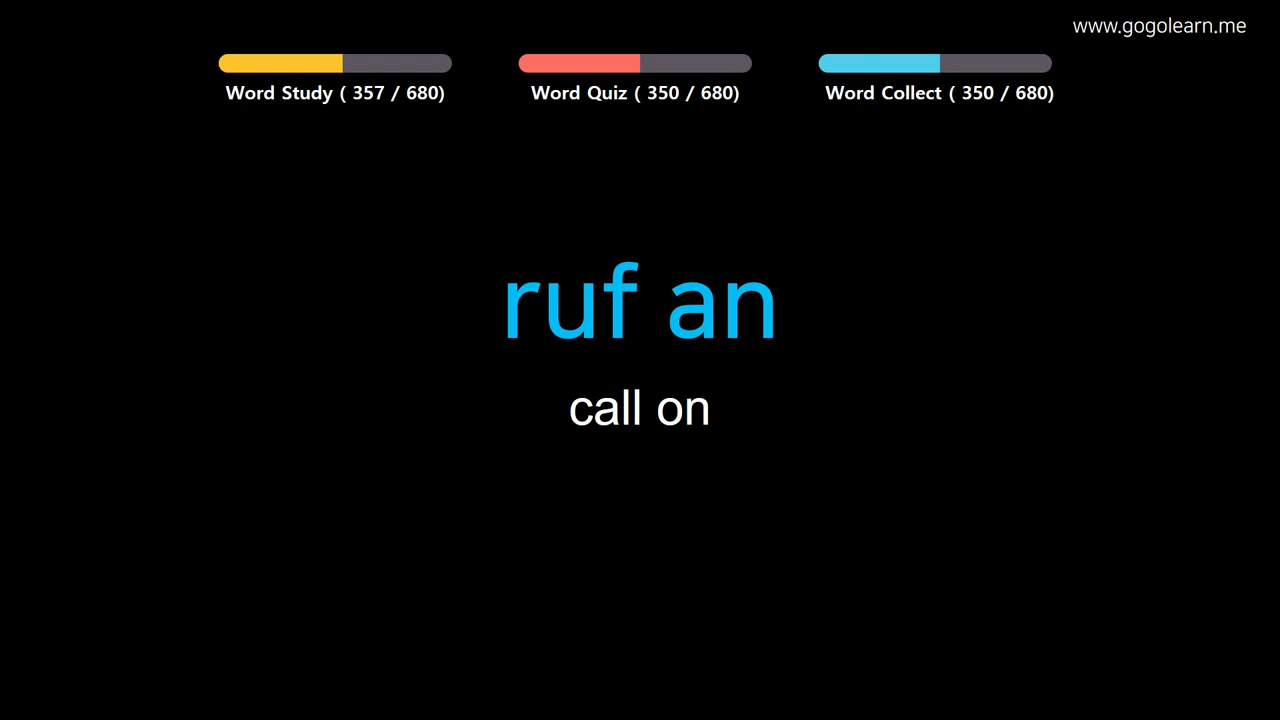 www.gogolearn.me
Word Study ( 357 / 680)
Word Quiz ( 350 / 680)
Word Collect ( 350 / 680)
ruf an
call on